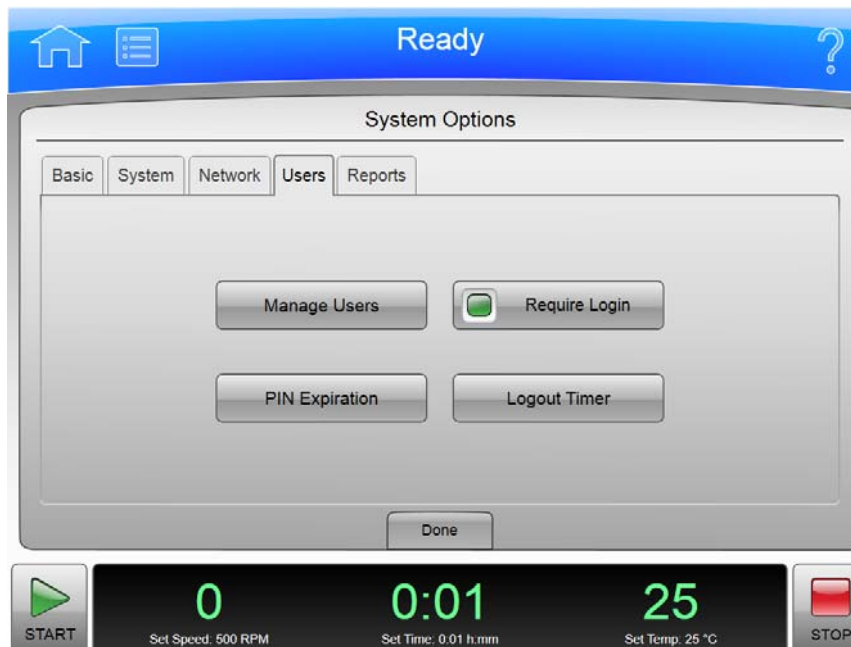 Ready
System Options
Basic System Network Users Reports
Manage Users Require Login
PIN Expiration Logout Timer
Done
0 0:01 25
START Set Speed: 500 RPM Set Time: 0:01 h:mm Set Temp. 25 °C STOP